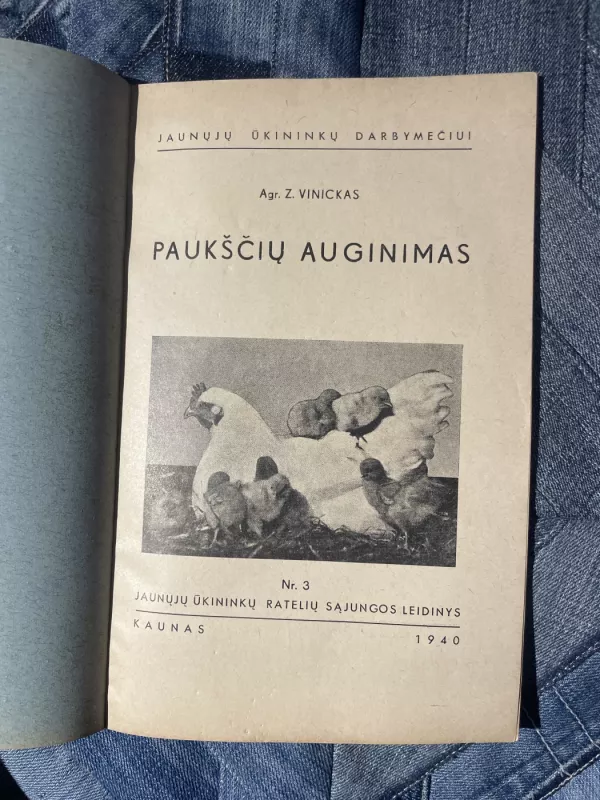 JAUNŲJŲ ŪKININKŲ DARBYMEČIUI
Agr. Z. VINICKAS
PAUKŠČIŲ AUGINIMAS
Nr. 3
JAUNŲJŲ ŪKININKŲ RATELIŲ SĄJUNGOS LEIDINYS
KAUNAS 1940